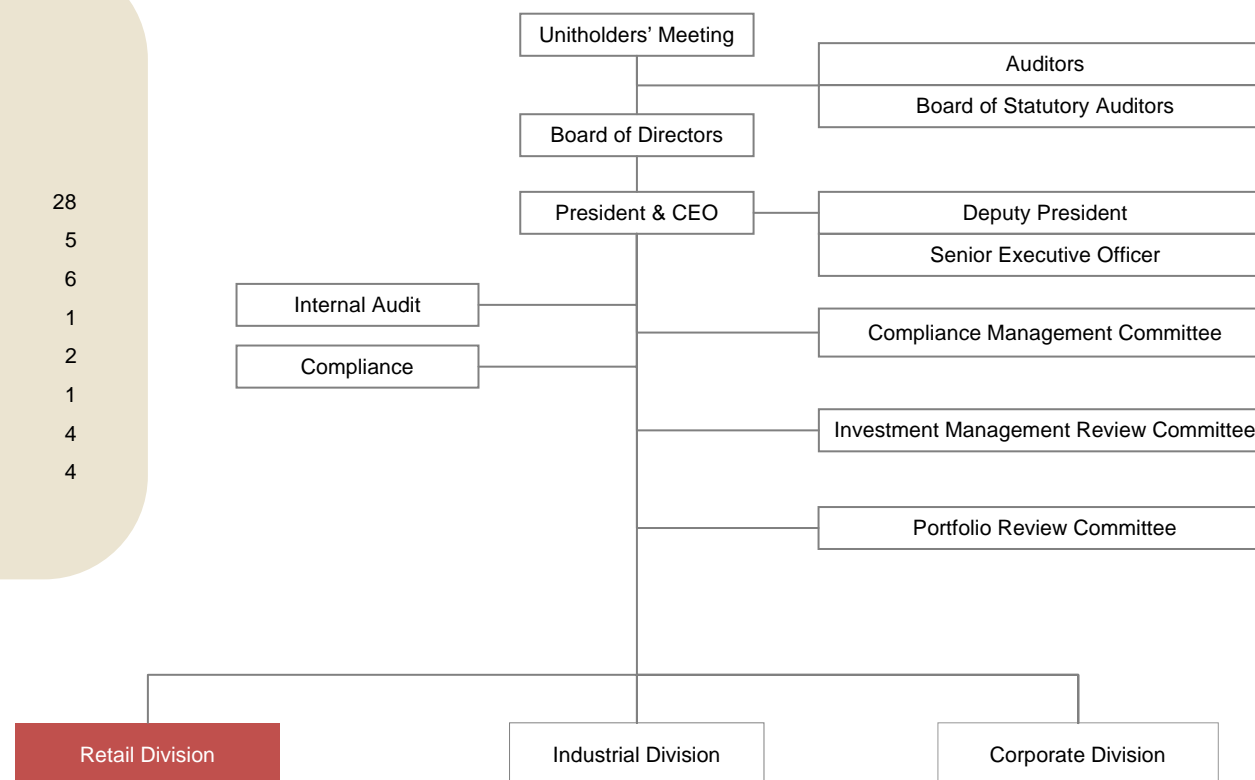 Unitholders' Meeting
Auditors
Board of Statutory Auditors
Board of Directors
28
5
6
1
2
1
4
4
President & CEO
Deputy President
Senior Executive Officer
Internal Audit
Compliance Management Committee
Compliance
Investment Management Review Committee
Portfolio Review Committee
Retail Division
Industrial Division
Corporate Division